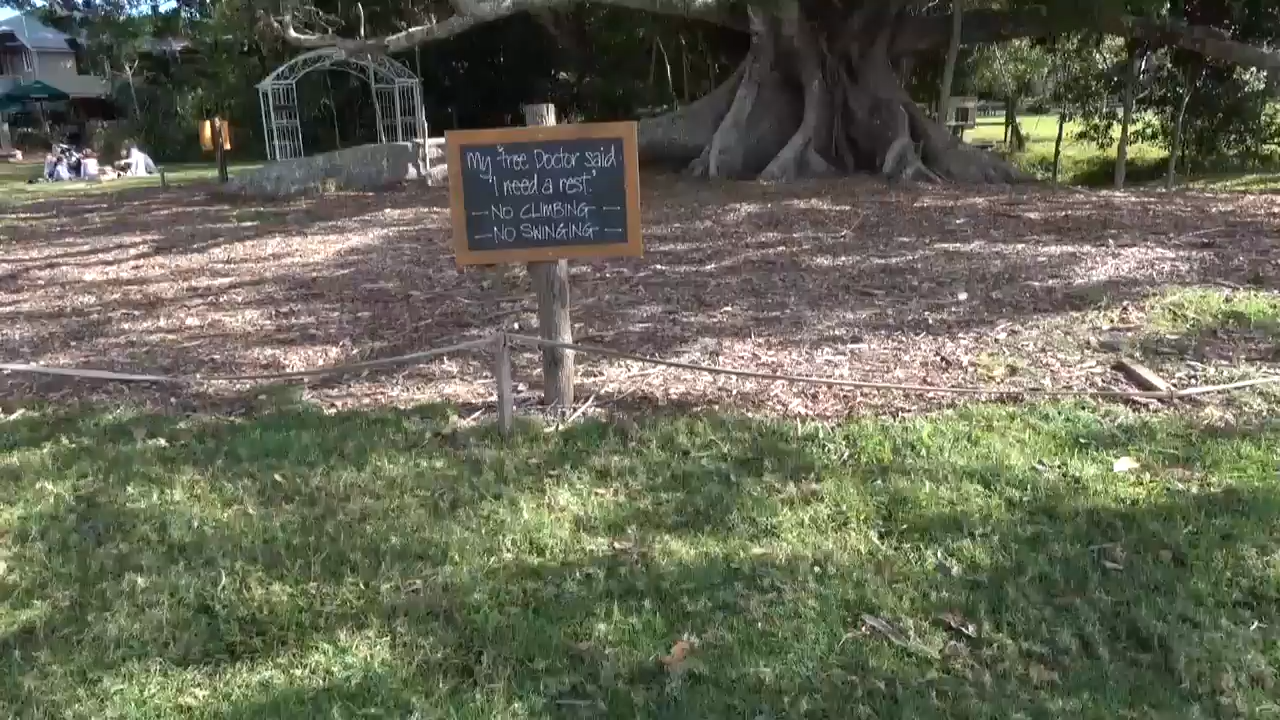 My Tree Doctor said
"I need a rest."
- NO CLIMBING -
- NO SWINGING -